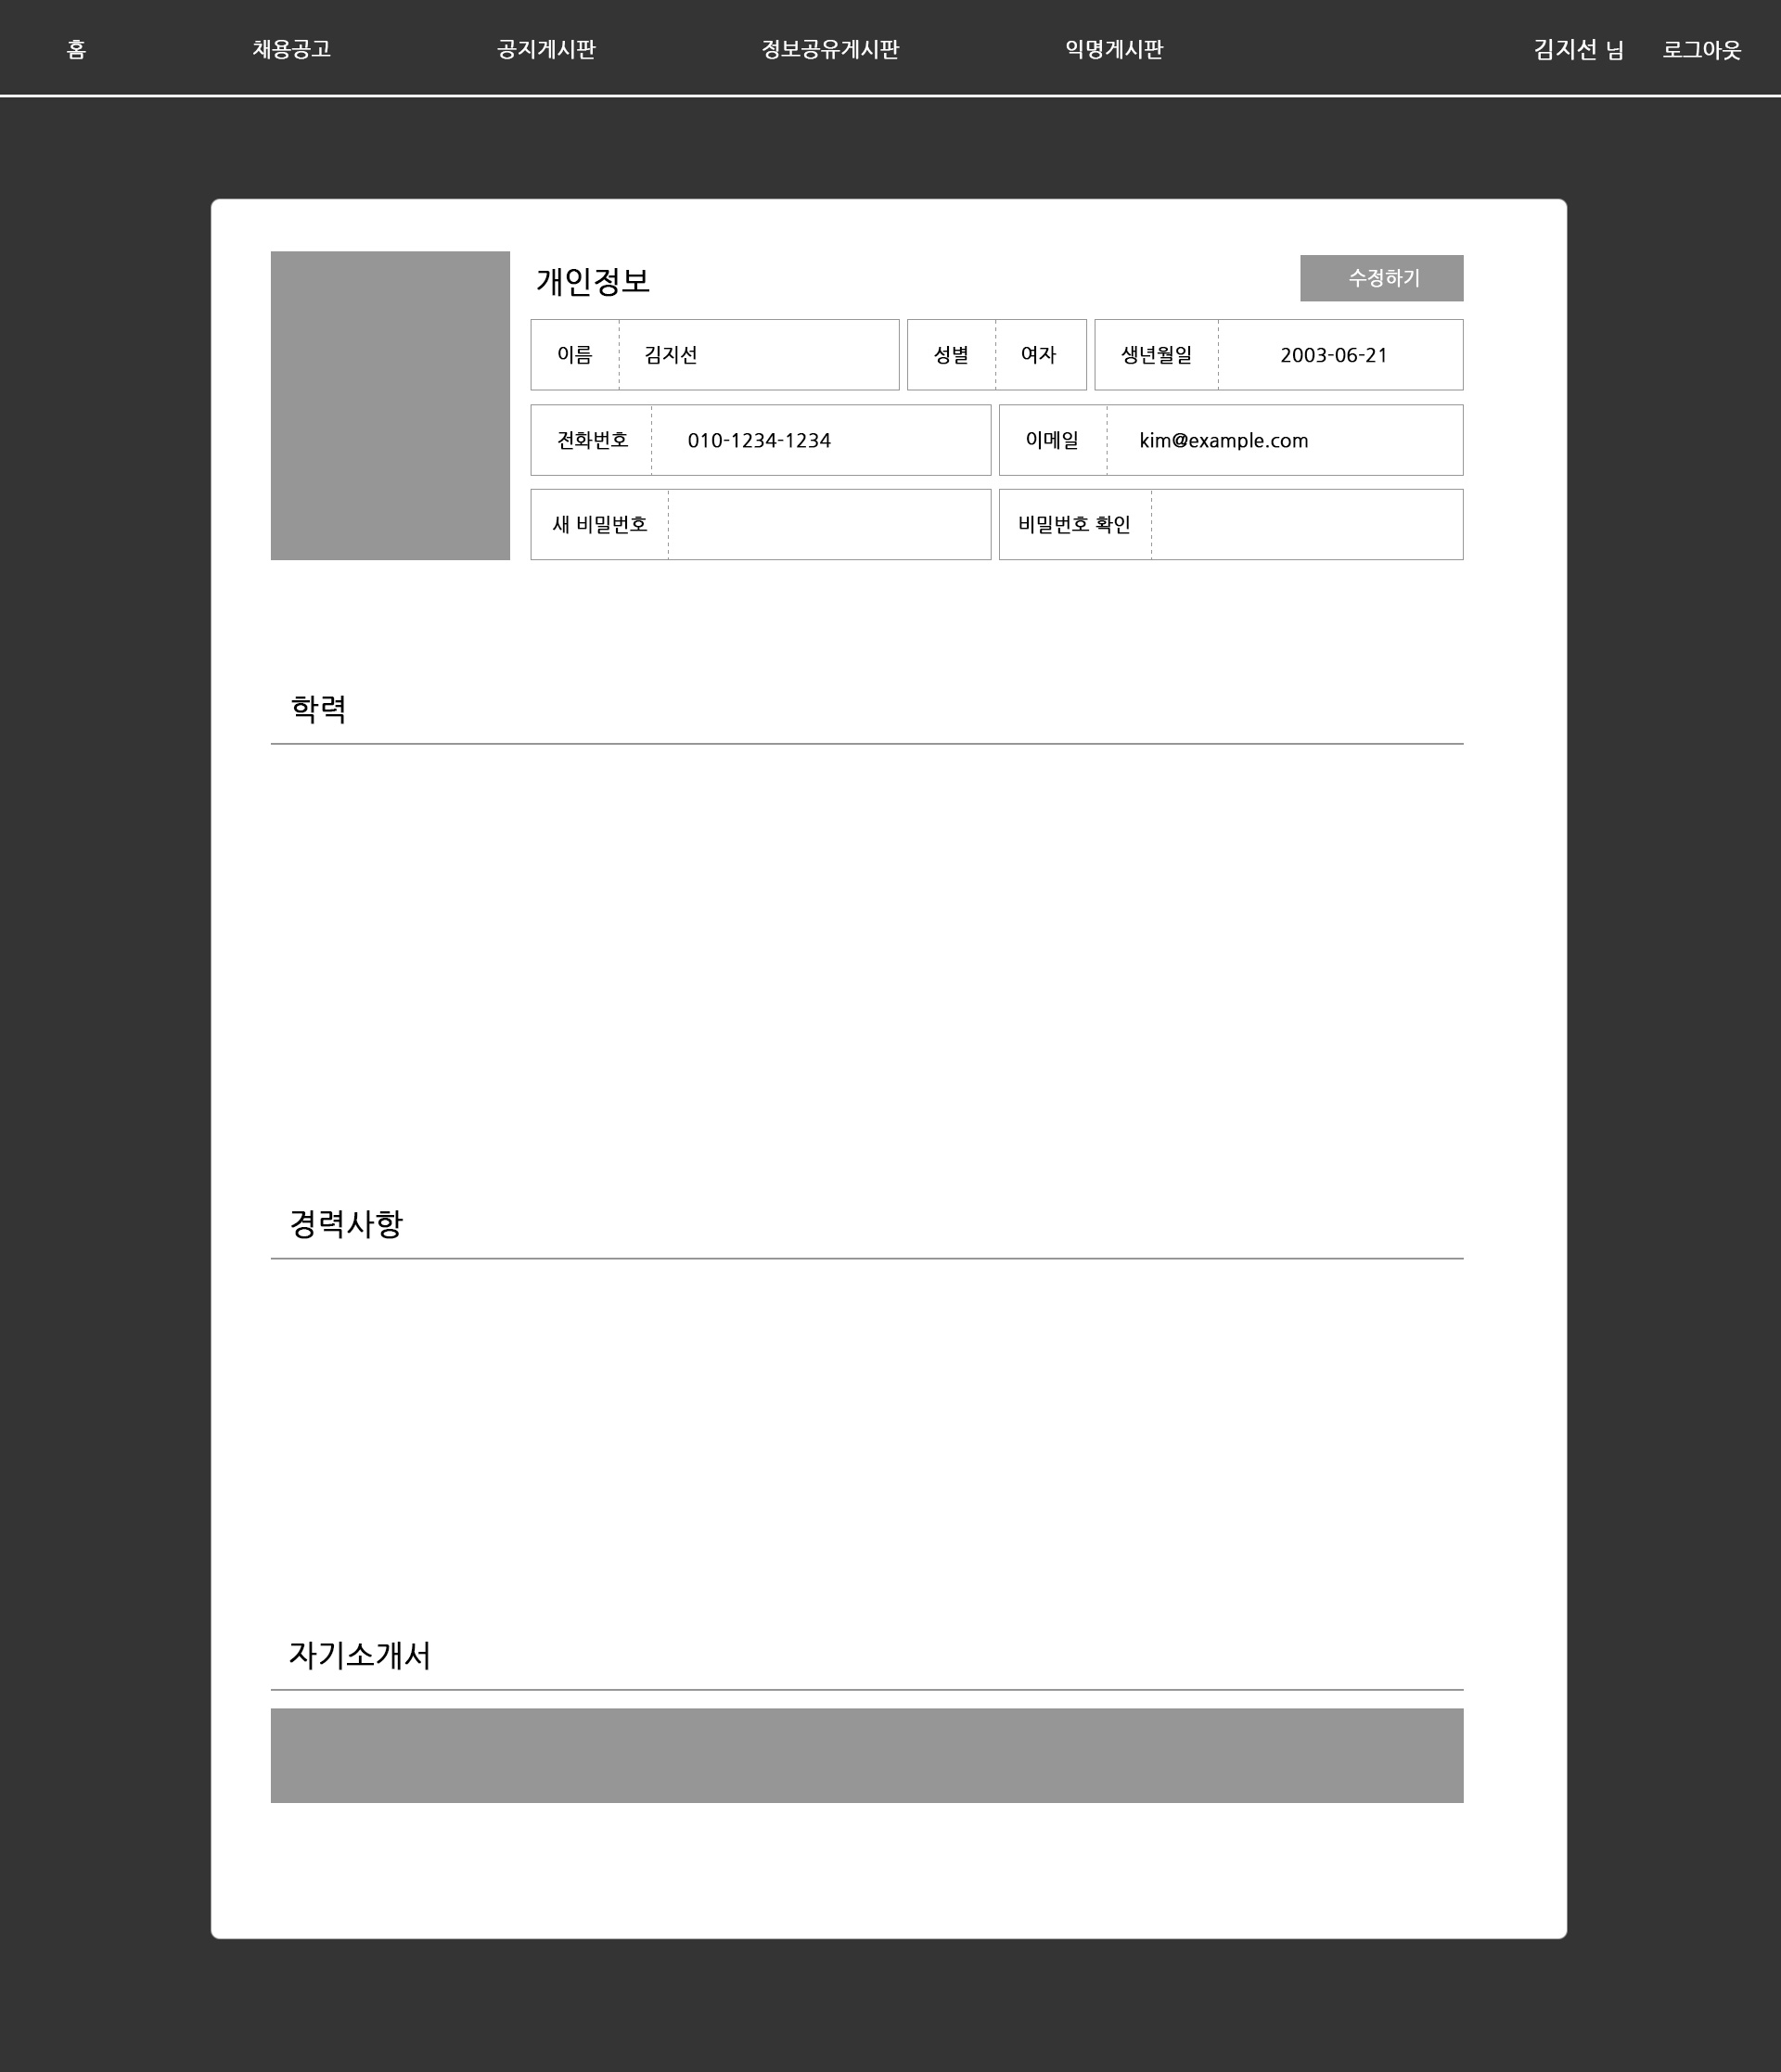 홈 채용공고 공지게시판 정보공유게시판 익명게시판 김지선 님 로그아웃
개인정보 수정하기
이름 김지선 성별 여자 생년월일 2003-06-21
전화번호 010-1234-1234 이메일 kim@example.com
새 비밀번호 비밀번호 확인
학력
경력사항
자기소개서